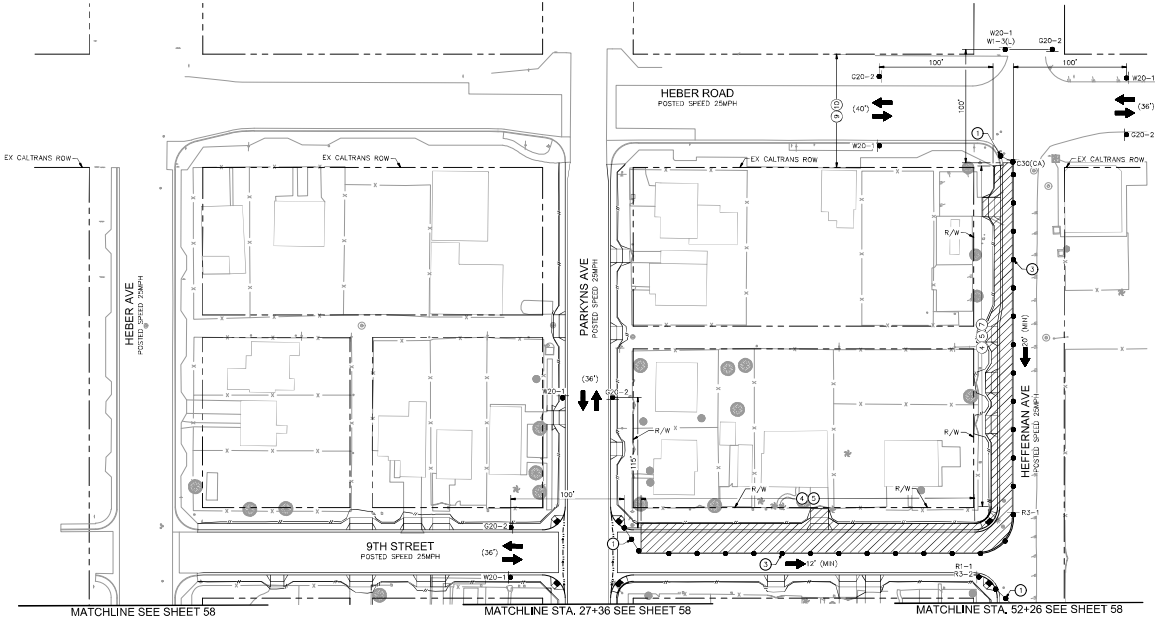 W20-1
W1-3(L)
G20-2
100'
100'
G20-2
W20-1
HEBER ROAD
POSTED SPEED 25MPH
(40')
9 10
100'
(36')
G20-2
1
W20-1
EX CALTRANS ROW
EX CALTRANS ROW
EX CALTRANS ROW
C30(CA)
EX CALTRANS ROW
R/W
3
HEBER AVE
POSTED SPEED 25MPH
PARKYNS AVE
POSTED SPEED 25MPH
4 5 7
20' (MIN)
(36')
W20-1
G20-2
HEFFERNAN AVE
POSTED SPEED 25MPH
R/W
R/W
115'
100'
R/W
4 5
R/W
R3-1
G20-2
9TH STREET
POSTED SPEED 25MPH
(36')
1
3
12' (MIN)
R1-1
R3-2
W20-1
1
MATCHLINE SEE SHEET 58
MATCHLINE STA. 27+36 SEE SHEET 58
MATCHLINE STA. 52+26 SEE SHEET 58